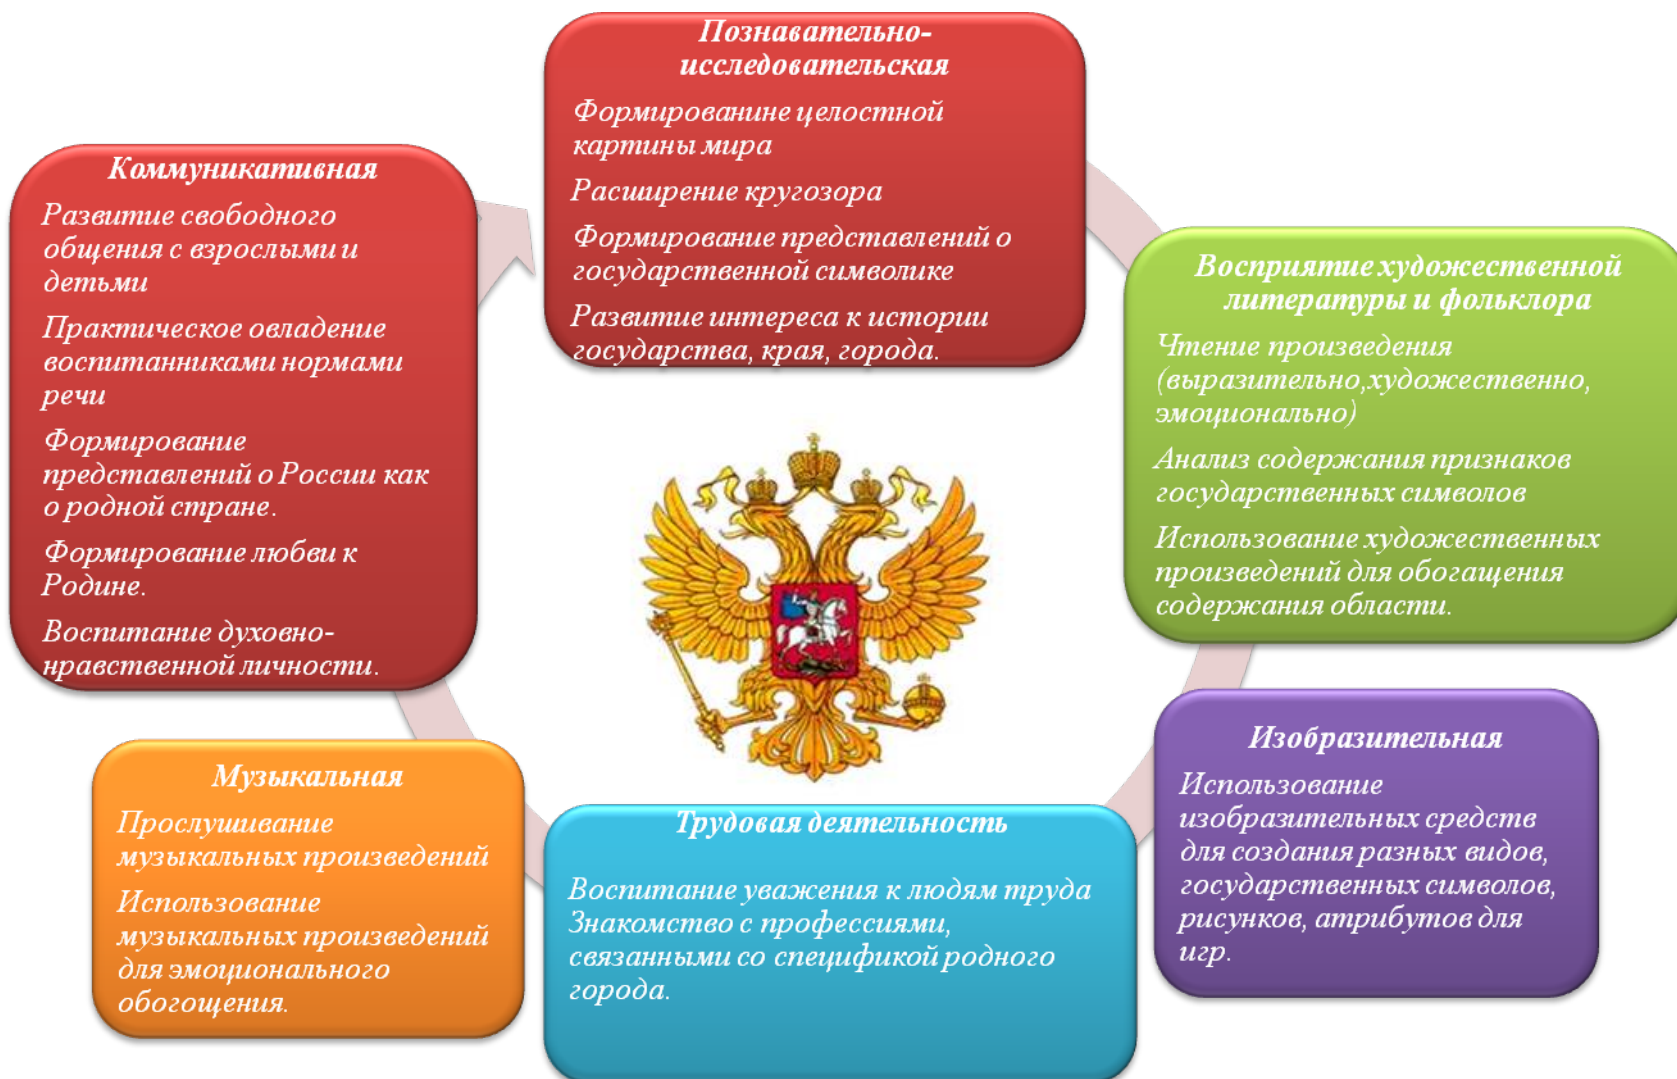 Познавательно-
исследовательская
Формированине целостной
картины мира
Расширение кругозора
Формирование представлений о
государственной символике
Развитие интереса к истории
государства, края, города.
Восприятие художественной
литературы и фольклора
Чтение произведения
(выразительно,художественно,
эмоционально)
Анализ содержания признаков
государственных символов
Использование художественных
произведений для обогащения
содержания области.
Изобразительная
Использование
изобразительных средств
для создания разных видов,
государственных символов,
рисунков, атрибутов для
игр.
Трудовая деятельность
Воспитание уважения к людям труда
Знакомство с профессиями,
связанными со спецификой родного
города.
Музыкальная
Прослушивание
музыкальных произведений
Использование
музыкальных произведений
для эмоционального
обогощения.
Коммуникативная
Развитие свободного
общения с взрослыми и
детьми
Практическое овладение
воспитанниками нормами
речи
Формирование
представлений о России как
о родной стране.
Формирование любви к
Родине.
Воспитание духовно-
нравственной личности.